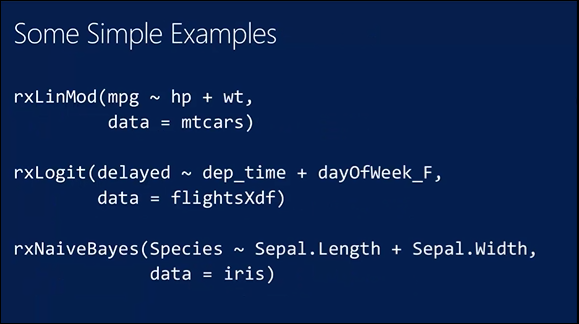 Some Simple Examples
rxLinMod(mpg ~ hp + wt,
data = mtcars)
rxLogit(delayed ~ dep_time + dayOfWeek_F,
data = flightsXdf)
rxNaiveBayes(Species ~ Sepal.Length + Sepal.Width,
data = iris)